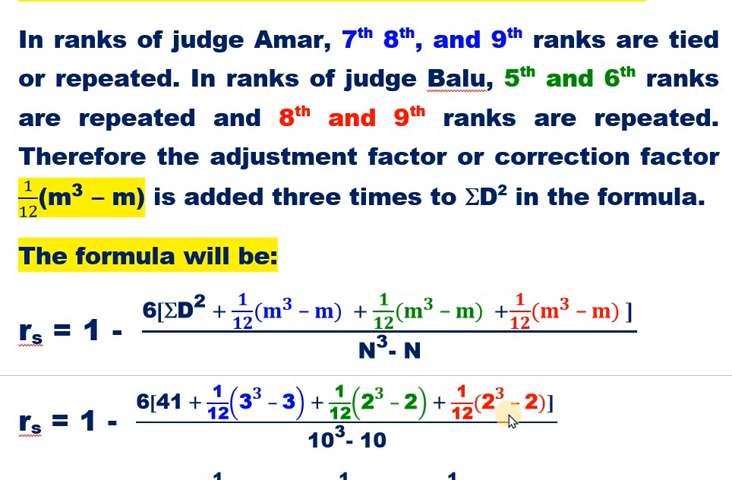 In ranks of judge Amar, 7th 8th, and 9th ranks are tied
or repeated. In ranks of judge Balu, 5th and 6th ranks
are repeated and 8th and 9th ranks are repeated.
Therefore the adjustment factor or correction factor
1/12(m³ – m) is added three times to ΣD² in the formula.
The formula will be:
rₛ = 1 - 6[ΣD² + 1/12(m³ – m) + 1/12(m³ – m) + 1/12(m³ – m) ] / N³- N
rₛ = 1 - 6[41 + 1/12(3³ - 3) + 1/12(2³ - 2) + 1/12(2³ - 2)] / 10³- 10
1 1 1